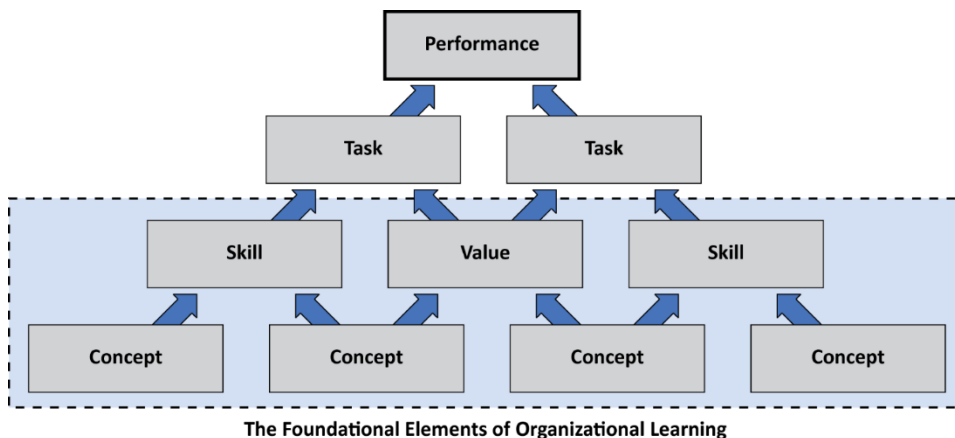 Performance
Task
Task
Skill
Value
Skill
Concept
Concept
Concept
Concept
The Foundational Elements of Organizational Learning